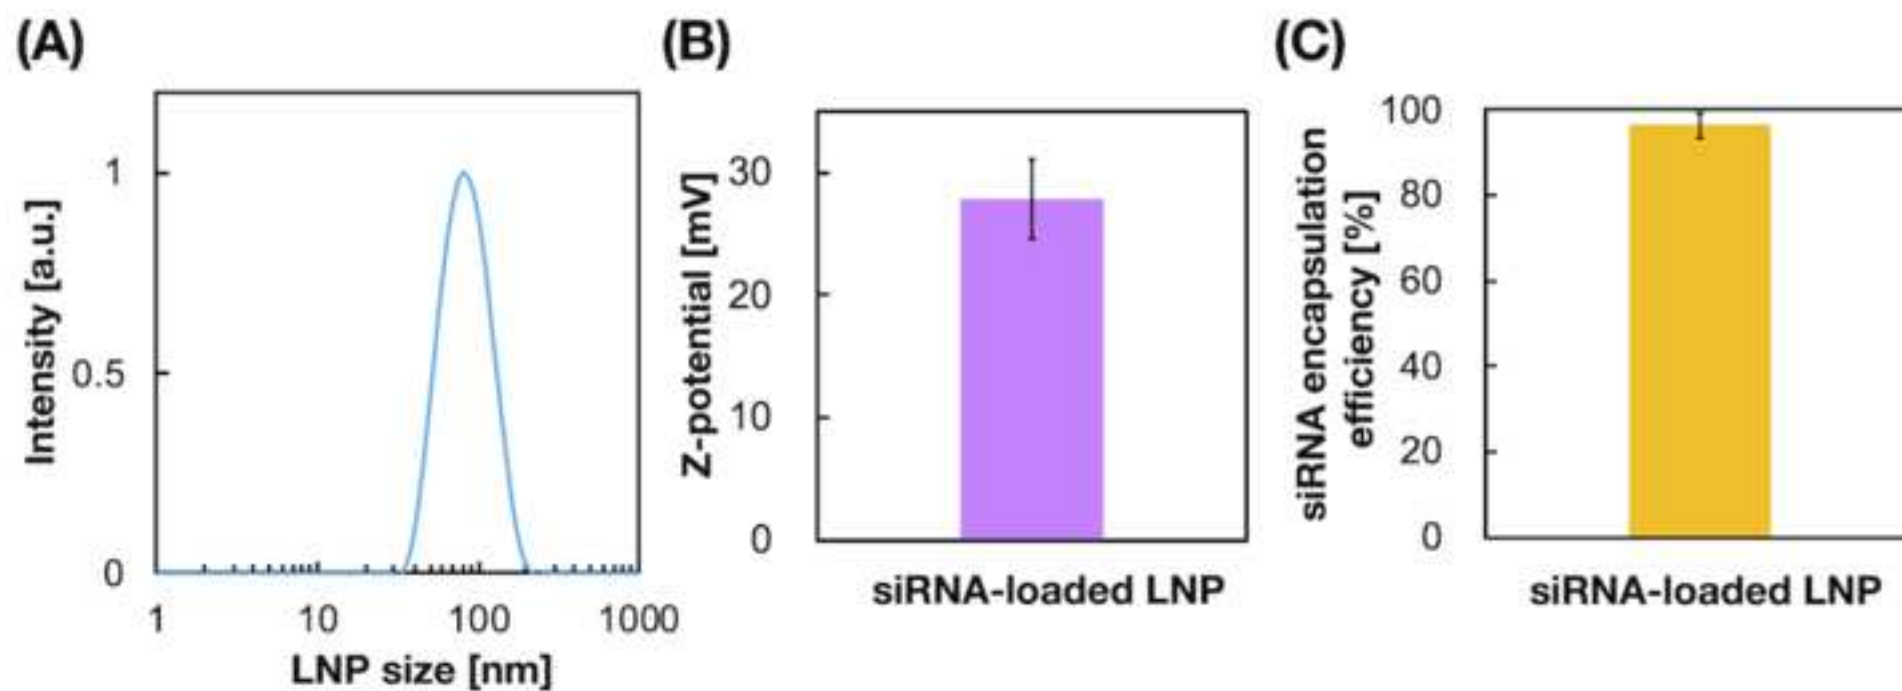 (A)
Intensity [a.u.]
1
0.5
0
1 10 100 1000
LNP size [nm]
(B)
Z-potential [mV]
30
20
10
0
siRNA-loaded LNP
(C)
siRNA encapsulation
efficiency [%]
100
80
60
40
20
0
siRNA-loaded LNP